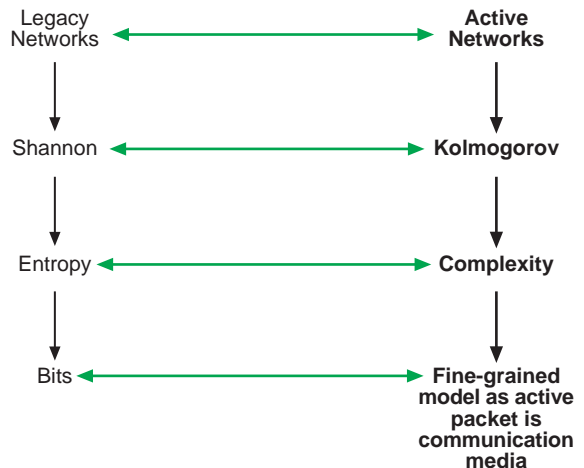 Legacy
Networks
Active
Networks
Shannon
Kolmogorov
Entropy
Complexity
Bits
Fine-grained
model as active
packet is
communication
media